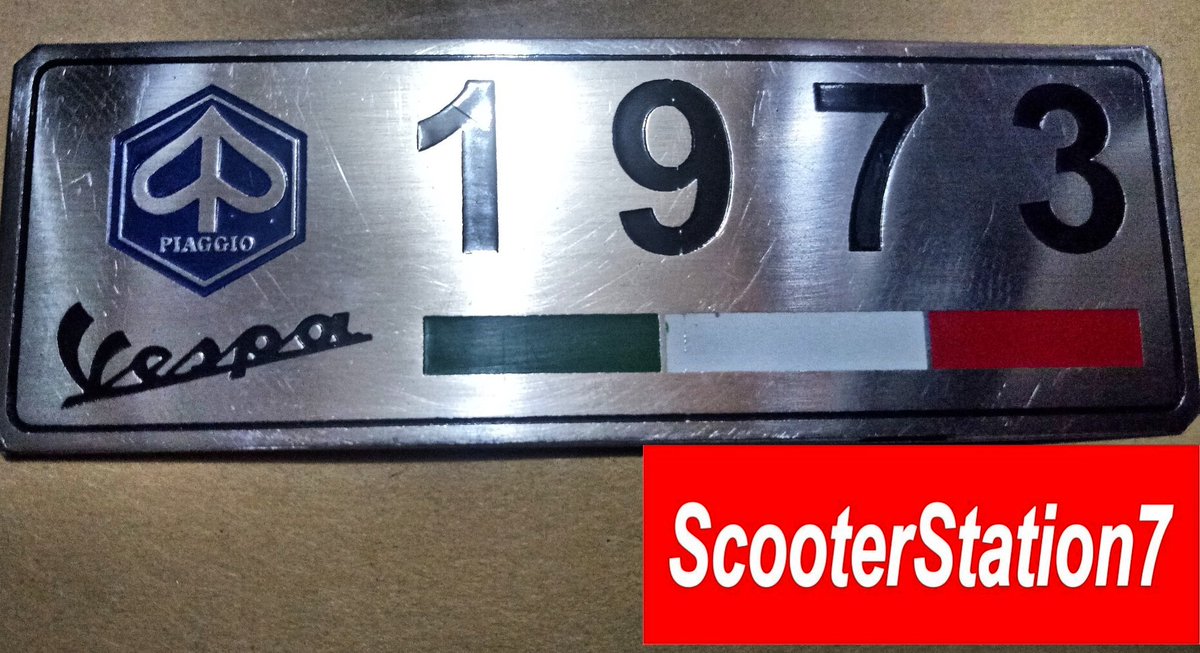 1973
PIAGGIO
Vespa
ScooterStation7